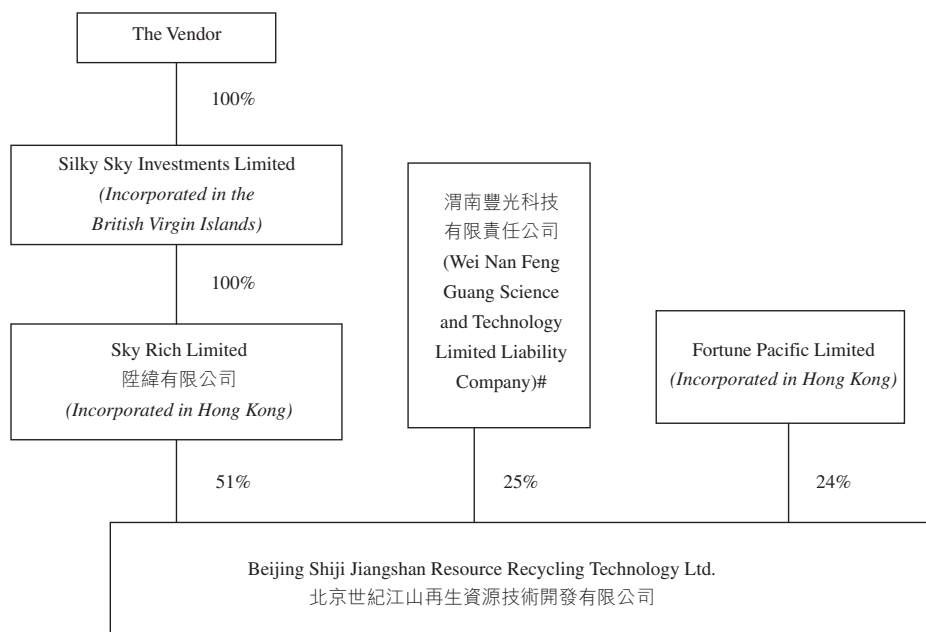 The Vendor
100%
Silky Sky Investments Limited
(Incorporated in the
British Virgin Islands)
100%
Sky Rich Limited
陞緯有限公司
(Incorporated in Hong Kong)
渭南豐光科技
有限責任公司
(Wei Nan Feng
Guang Science
and Technology
Limited Liability
Company)#
Fortune Pacific Limited
(Incorporated in Hong Kong)
51%
25%
24%
Beijing Shiji Jiangshan Resource Recycling Technology Ltd.
北京世紀江山再生資源技術開發有限公司